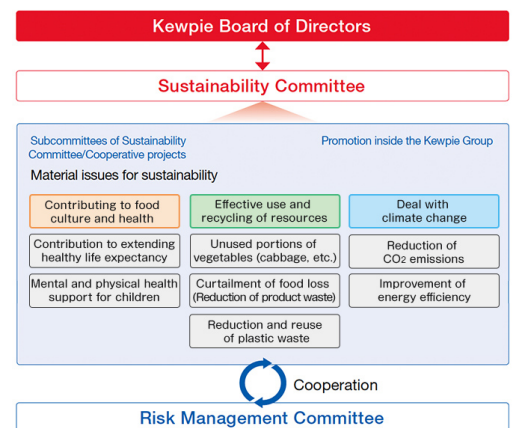 Kewpie Board of Directors
Sustainability Committee
Subcommittees of Sustainability
Committee/Cooperative projects
Promotion inside the Kewpie Group
Material issues for sustainability
Contributing to food
culture and health
Effective use and
recycling of resources
Deal with
climate change
Contribution to extending
healthy life expectancy
Unused portions of
vegetables (cabbage, etc.)
Reduction of
CO2 emissions
Mental and physical health
support for children
Curtailment of food loss
(Reduction of product waste)
Improvement of
energy efficiency
Reduction and reuse
of plastic waste
Cooperation
Risk Management Committee